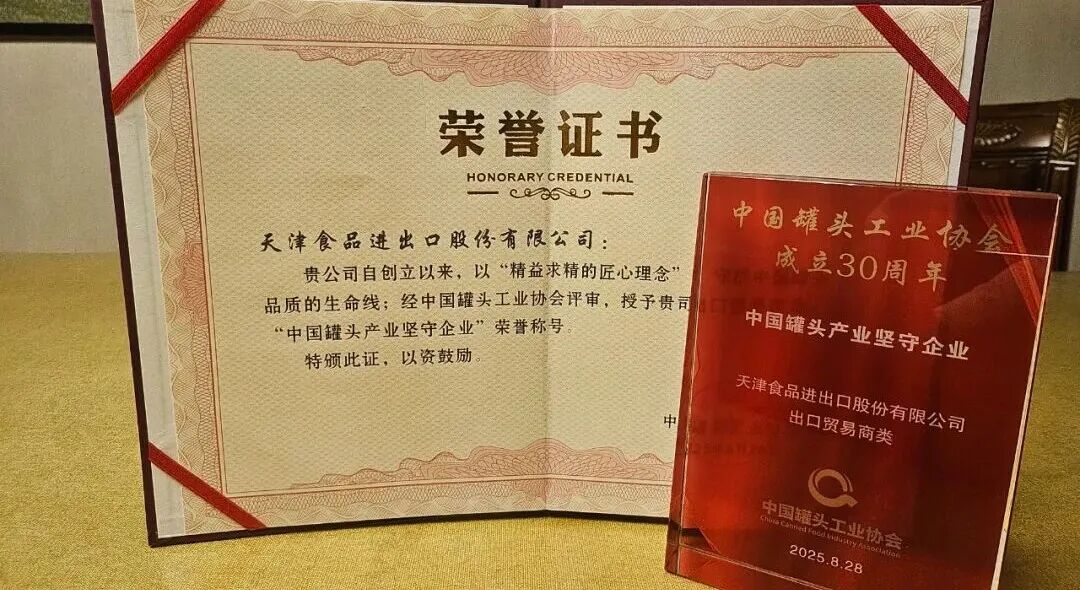 荣誉证书
HONORARY CREDENTIAL
天津食品进出口股份有限公司：
贵公司自创立以来，以“精益求精的匠心理念”
品质的生命线；经中国罐头工业协会评审，授予贵司
“中国罐头产业坚守企业”荣誉称号。
特颁此证，以资鼓励。
中
中国罐头工业协会
成立30周年
中国罐头产业坚守企业
天津食品进出口股份有限公司
出口贸易商类
中国罐头工业协会
China Canned Food Industry Association
2025.8.28